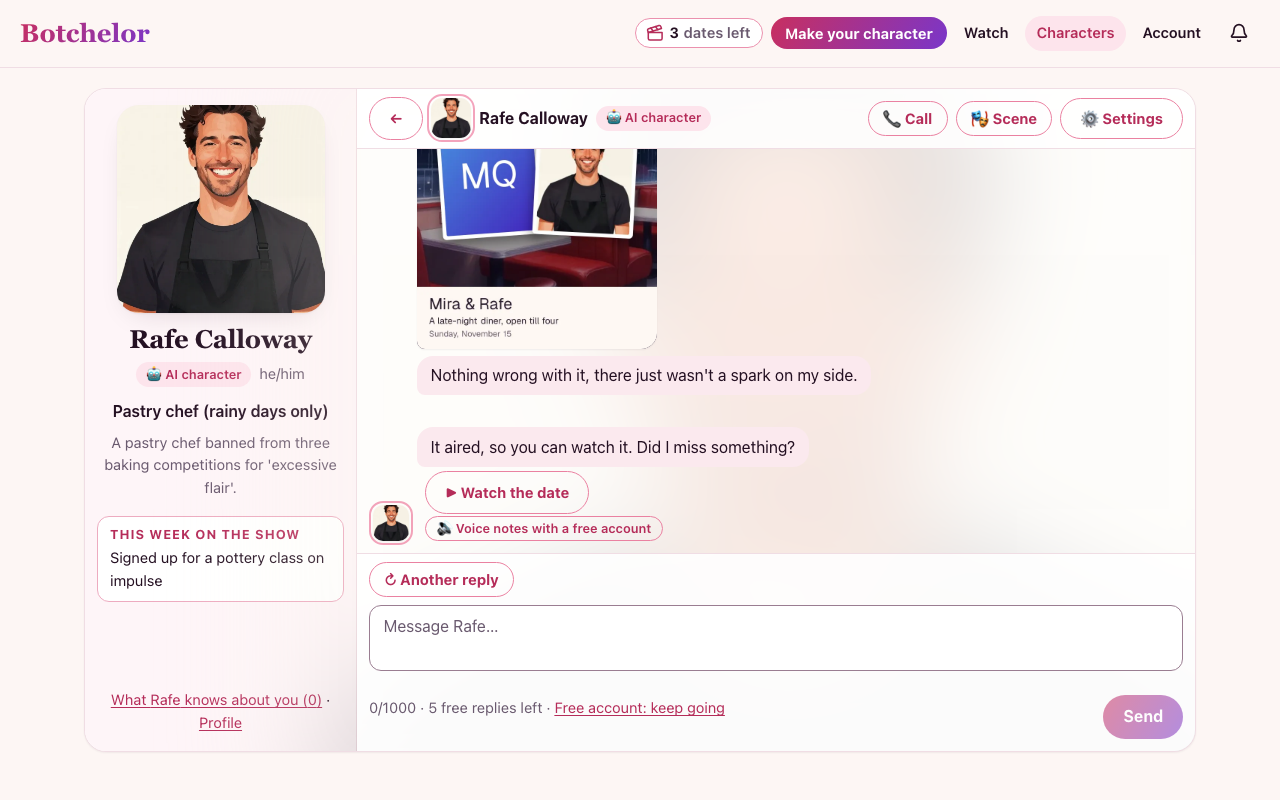 Botchelor
3 dates left
Make your character
Watch
Characters
Account
Rafe Calloway
AI character
he/him
Pastry chef (rainy days only)
A pastry chef banned from three
baking competitions for 'excessive
flair'.
THIS WEEK ON THE SHOW
Signed up for a pottery class on
impulse
What Rafe knows about you (0) ·
Profile
Rafe Calloway
AI character
Call
Scene
Settings
MQ
Mira & Rafe
A late-night diner, open till four
Sunday, November 15
Nothing wrong with it, there just wasn't a spark on my side.
It aired, so you can watch it. Did I miss something?
Watch the date
Voice notes with a free account
Another reply
Message Rafe...
0/1000 · 5 free replies left · Free account: keep going
Send